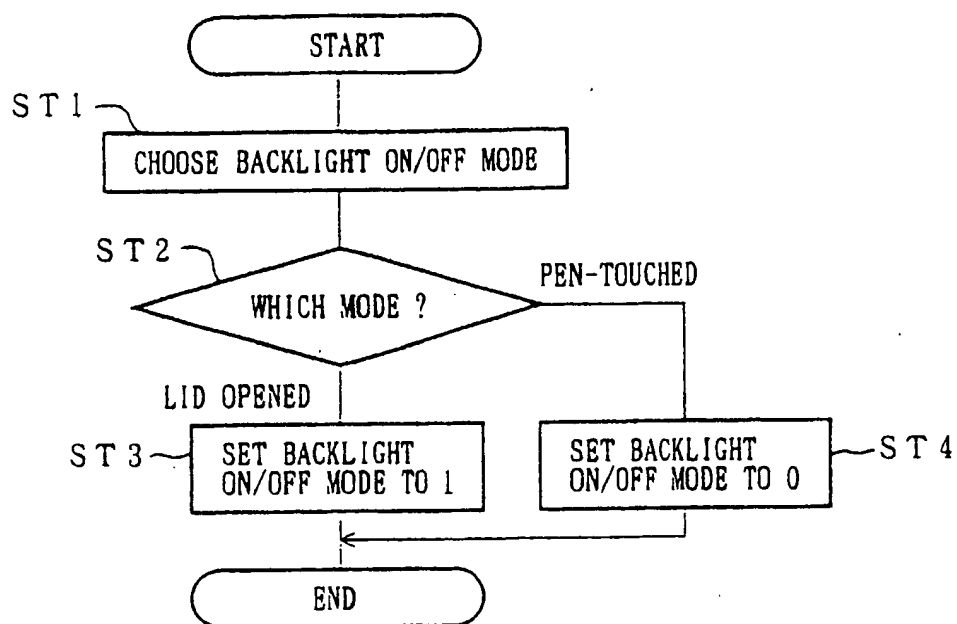 START
ST1
CHOOSE BACKLIGHT ON/OFF MODE
ST2
WHICH MODE ?
PEN-TOUCHED
LID OPENED
ST3
SET BACKLIGHT
ON/OFF MODE TO 1
SET BACKLIGHT
ON/OFF MODE TO 0
ST4
END